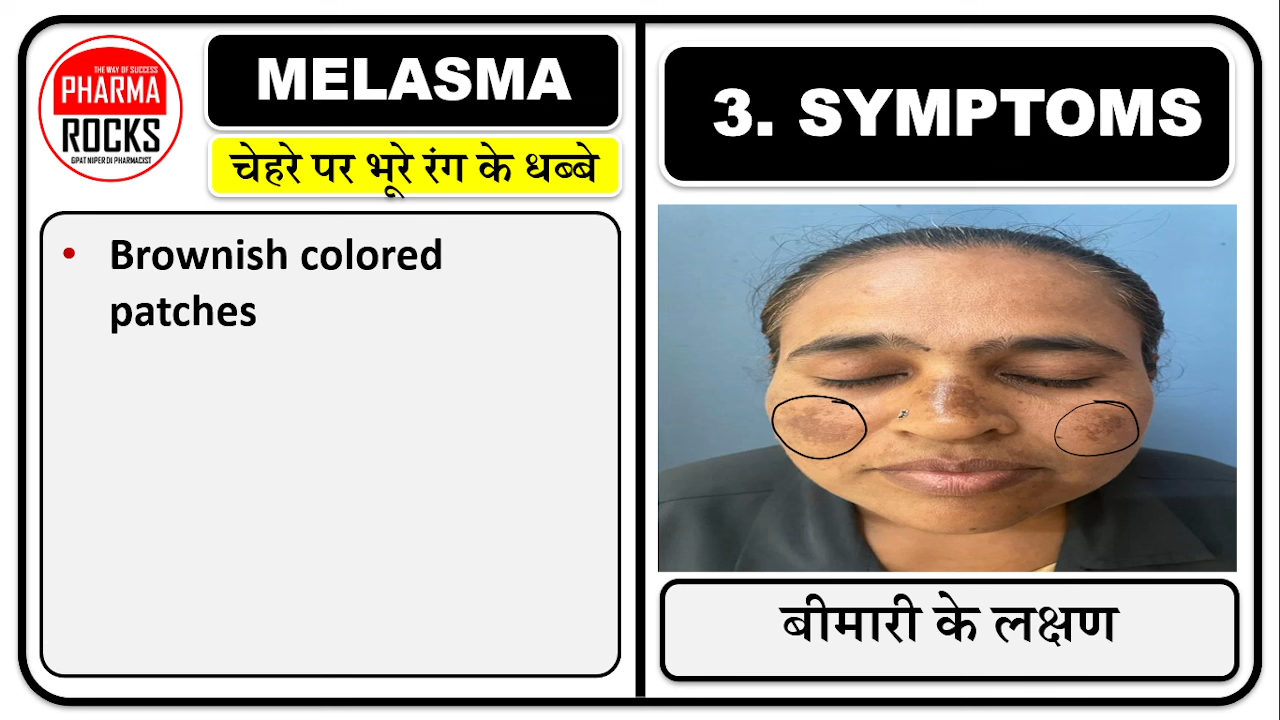 THE WAY OF SUCCESS
PHARMA
ROCKS
GPAT NIPER DI PHARMACIST
MELASMA
चेहरे पर भूरे रंग के धब्बे
• Brownish colored
patches
3. SYMPTOMS
बीमारी के लक्षण